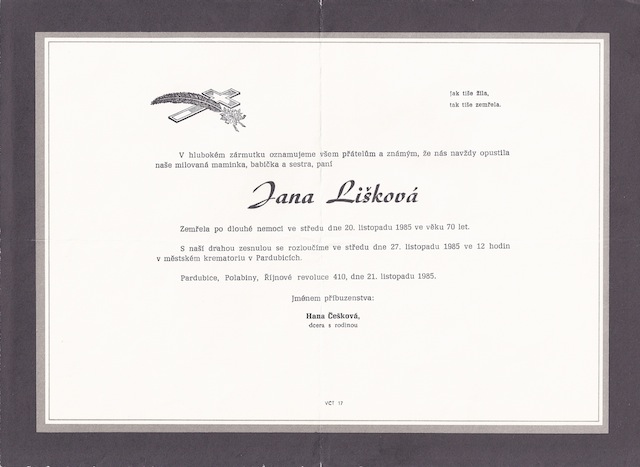 jak tiše žila,
tak tiše zemřela.
V hlubokém zármutku oznamujeme všem přátelům a známým, že nás navždy opustila
naše milovaná maminka, babička a sestra, paní
Jana Lišková
Zemřela po dlouhé nemoci ve středu dne 20. listopadu 1985 ve věku 70 let.
S naší drahou zesnulou se rozloučíme ve středu dne 27. listopadu 1985 ve 12 hodin
v městském krematoriu v Pardubicích.
Pardubice, Polabiny, Říjnové revoluce 410, dne 21. listopadu 1985.
Jménem příbuzenstva:
Hana Češková,
dcera s rodinou
VČT 17